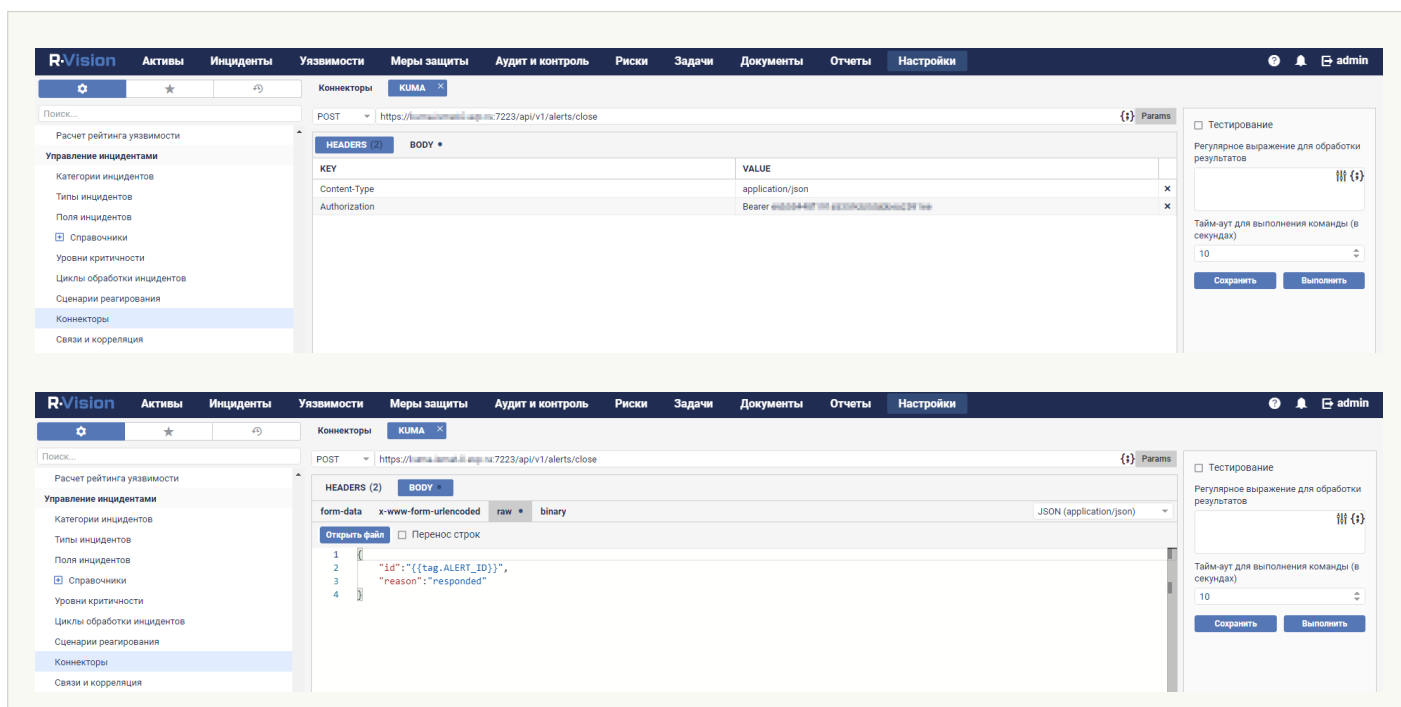 R·Vision Активы Инциденты Уязвимости Меры защиты Аудит и контроль Риски Задачи Документы Отчеты Настройки ? admin
Коннекторы KUMA ×
Поиск...
POST https:// :7223/api/v1/alerts/close {;} Params
Тестирование
Расчет рейтинга уязвимости
HEADERS (2) BODY •
Регулярное выражение для обработки результатов
Управление инцидентами
KEY VALUE
Категории инцидентов
Content-Type application/json ×
{;}
Типы инцидентов
Authorization Bearer ×
Поля инцидентов
Тайм-аут для выполнения команды (в секундах)
Справочники
Уровни критичности
10
Циклы обработки инцидентов
Сохранить Выполнить
Сценарии реагирования
Коннекторы
Связи и корреляция
R·Vision Активы Инциденты Уязвимости Меры защиты Аудит и контроль Риски Задачи Документы Отчеты Настройки ? admin
Коннекторы KUMA ×
Поиск...
POST https:// :7223/api/v1/alerts/close {;} Params
Тестирование
Расчет рейтинга уязвимости
HEADERS (2) BODY •
Регулярное выражение для обработки результатов
Управление инцидентами
form-data x-www-form-urlencoded raw • binary JSON (application/json)
Категории инцидентов
{;}
Открыть файл Перенос строк
Типы инцидентов
1 {
Поля инцидентов
2 "id":"{{tag.ALERT_ID}}",
Тайм-аут для выполнения команды (в секундах)
Справочники
3 "reason":"responded"
4 }
10
Уровни критичности
Циклы обработки инцидентов
Сохранить Выполнить
Сценарии реагирования
Коннекторы
Связи и корреляция